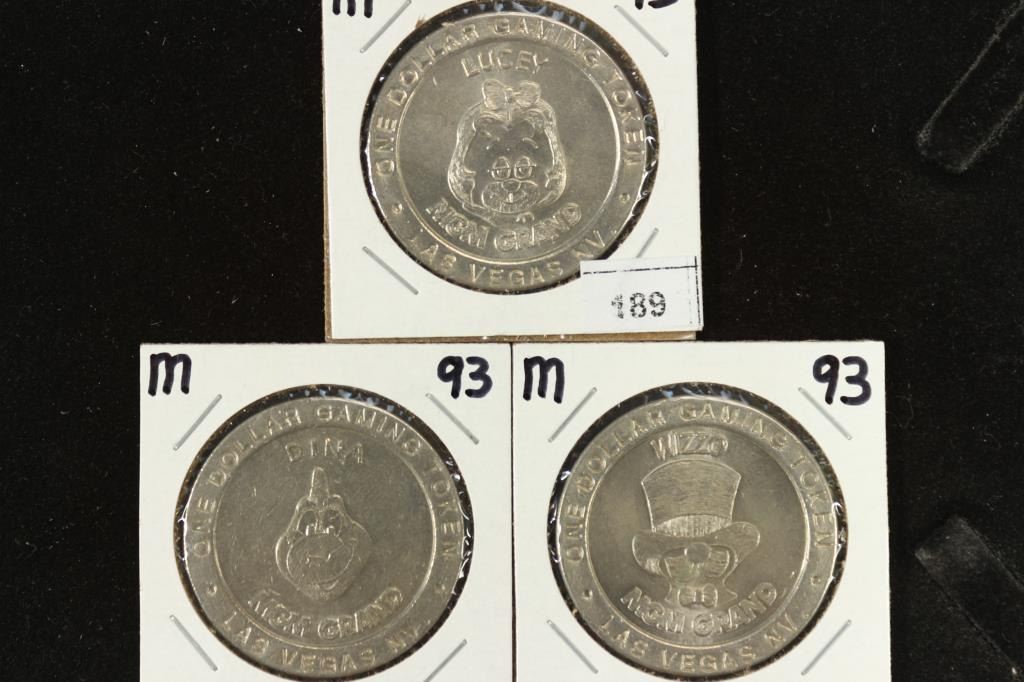 m 93
ONE DOLLAR GAMING TOKEN
LUCEY
MGM GRAND
• LAS VEGAS NV. •
189
m 93
ONE DOLLAR GAMING TOKEN
DINA
MGM GRAND
• LAS VEGAS NV. •
m 93
ONE DOLLAR GAMING TOKEN
WIZZO
MGM GRAND
• LAS VEGAS NV. •